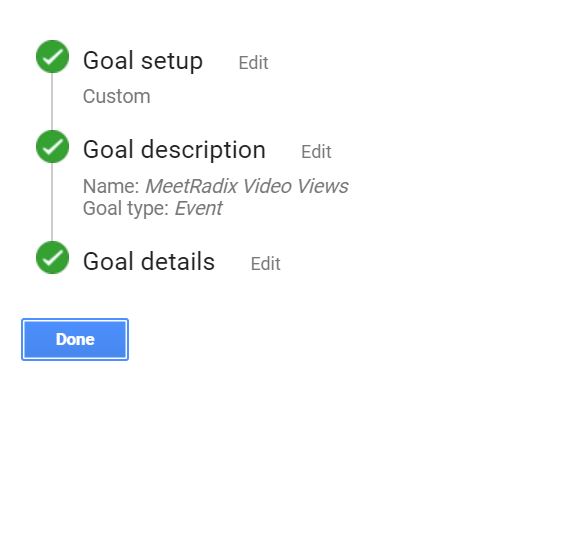 Goal setup Edit
Custom
Goal description Edit
Name: MeetRadix Video Views
Goal type: Event
Goal details Edit
Done